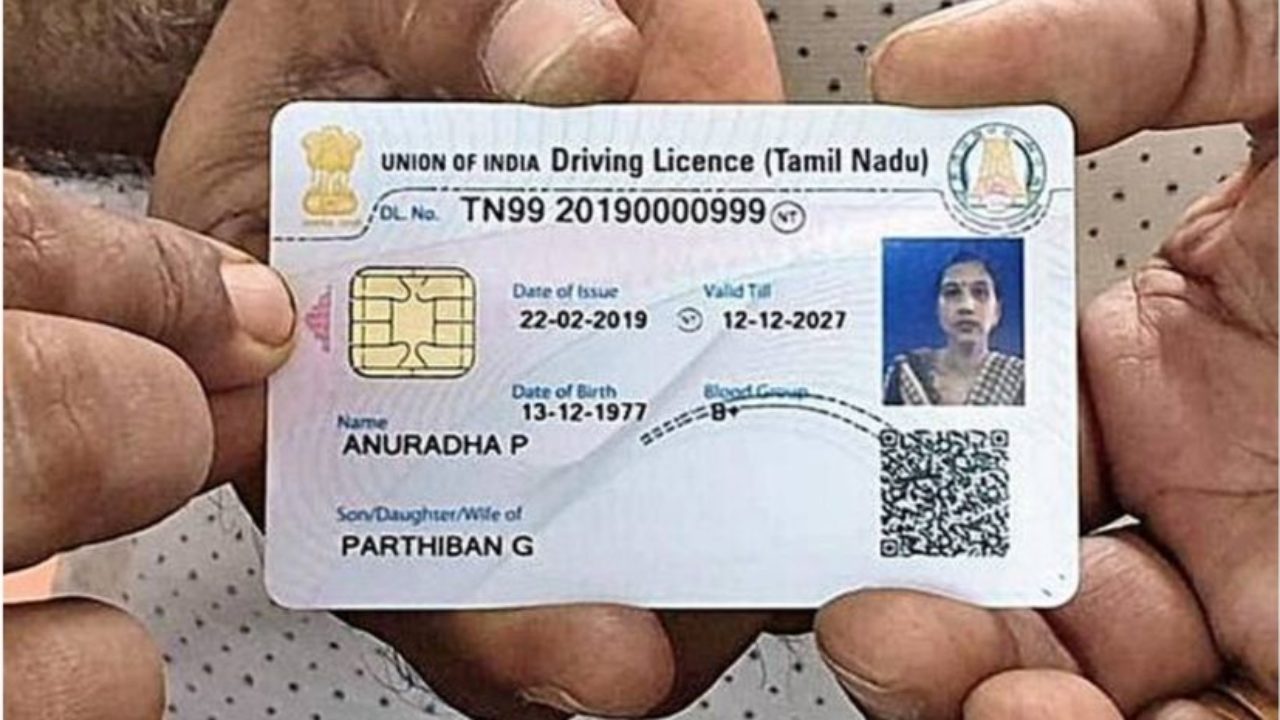 UNION OF INDIA Driving Licence (Tamil Nadu)
DL. No. TN99 20190000999 NT
Date of Issue Valid Till
22-02-2019 NT 12-12-2027
Date of Birth Blood Group
13-12-1977 B+
Name
ANURADHA P
Son/Daughter/Wife of
PARTHIBAN G